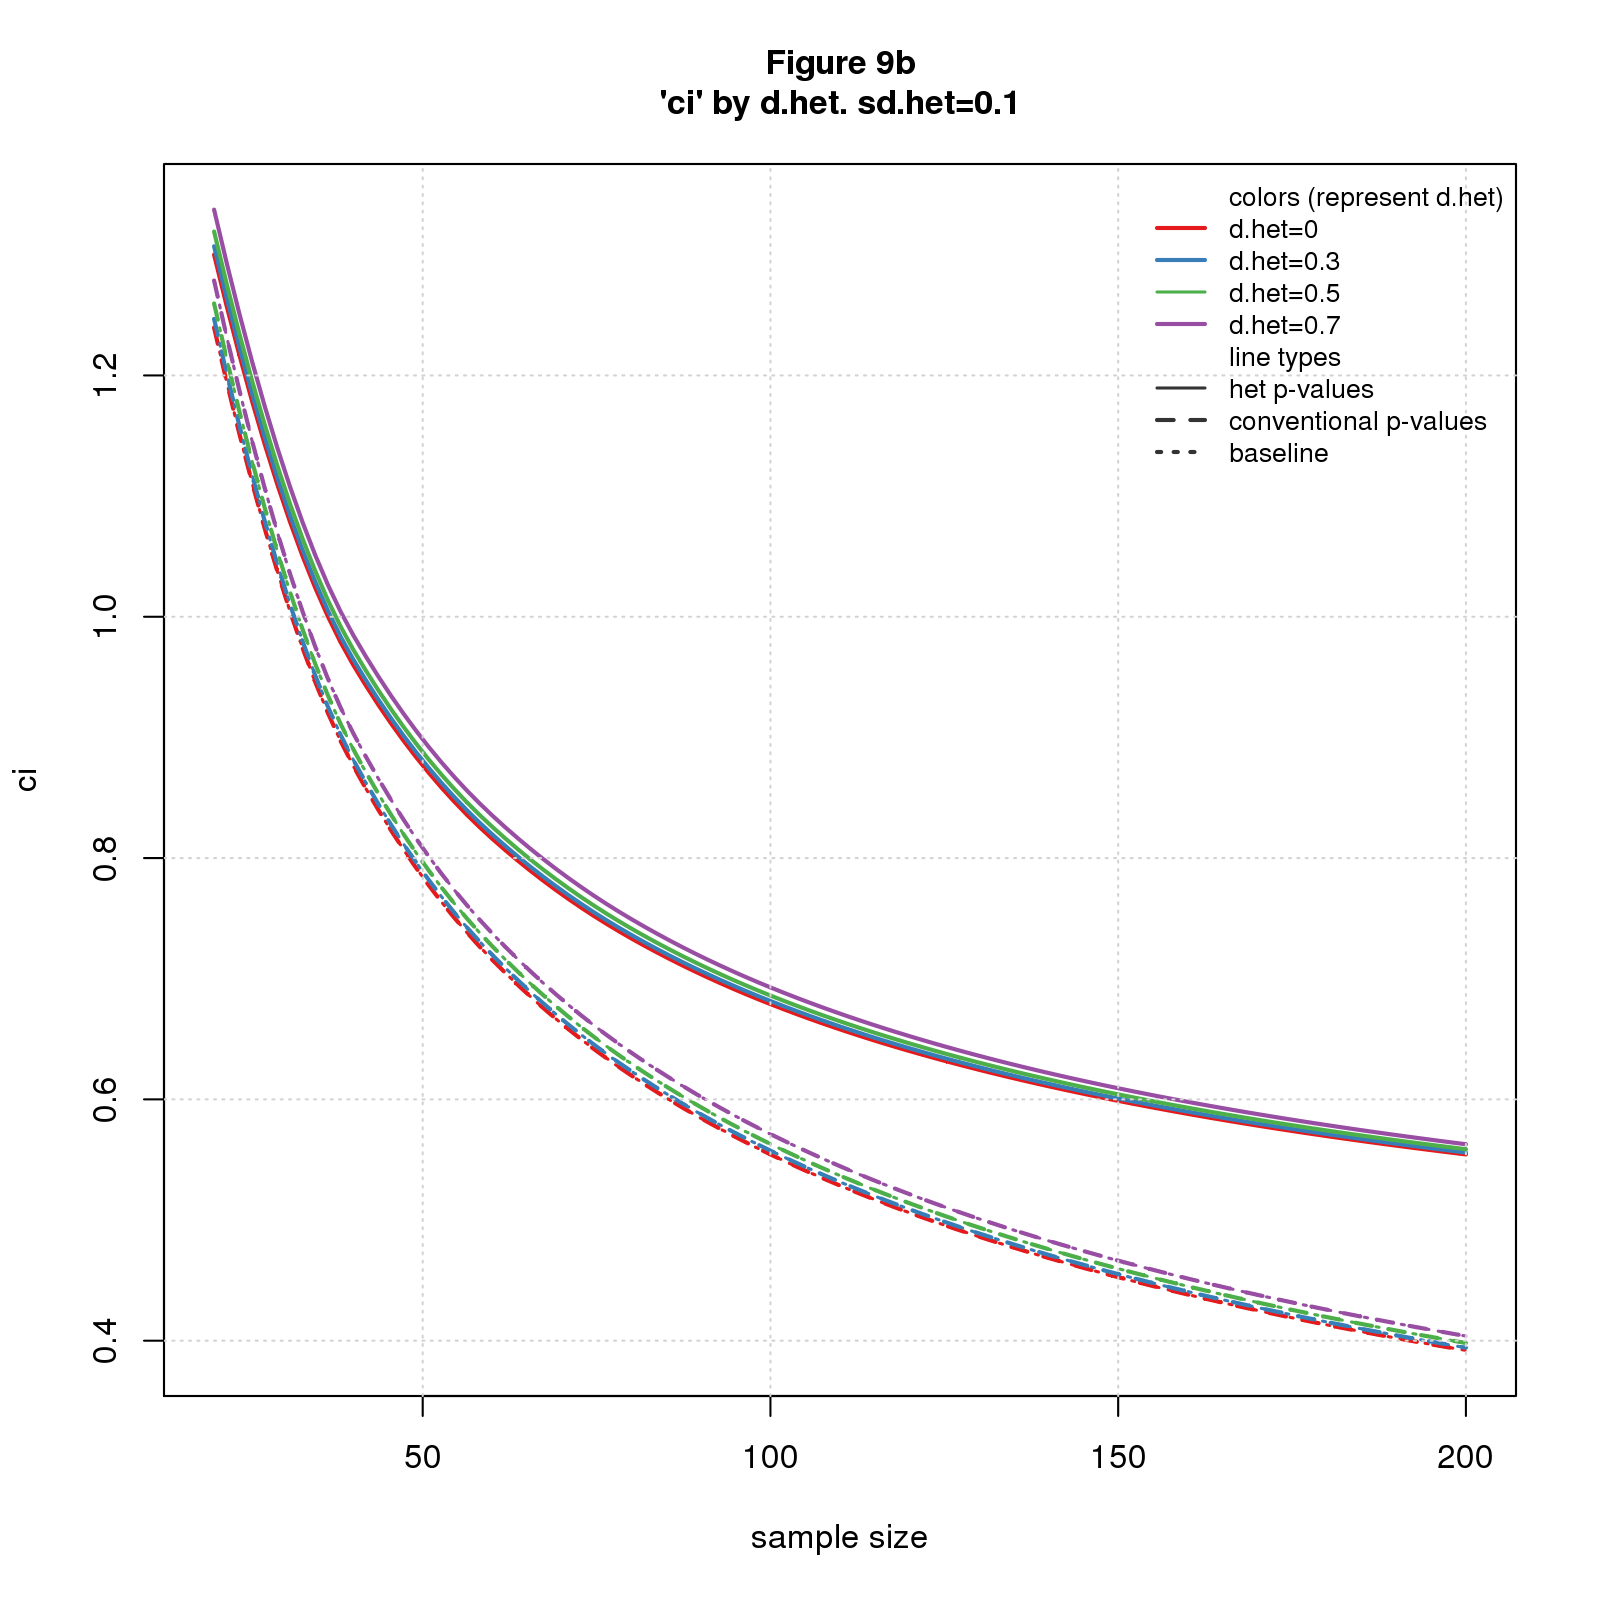 Figure 9b
'ci' by d.het. sd.het=0.1
colors (represent d.het)
d.het=0
d.het=0.3
d.het=0.5
d.het=0.7
line types
het p-values
conventional p-values
baseline
1.2
1.0
0.8
0.6
0.4
ci
50 100 150 200
sample size